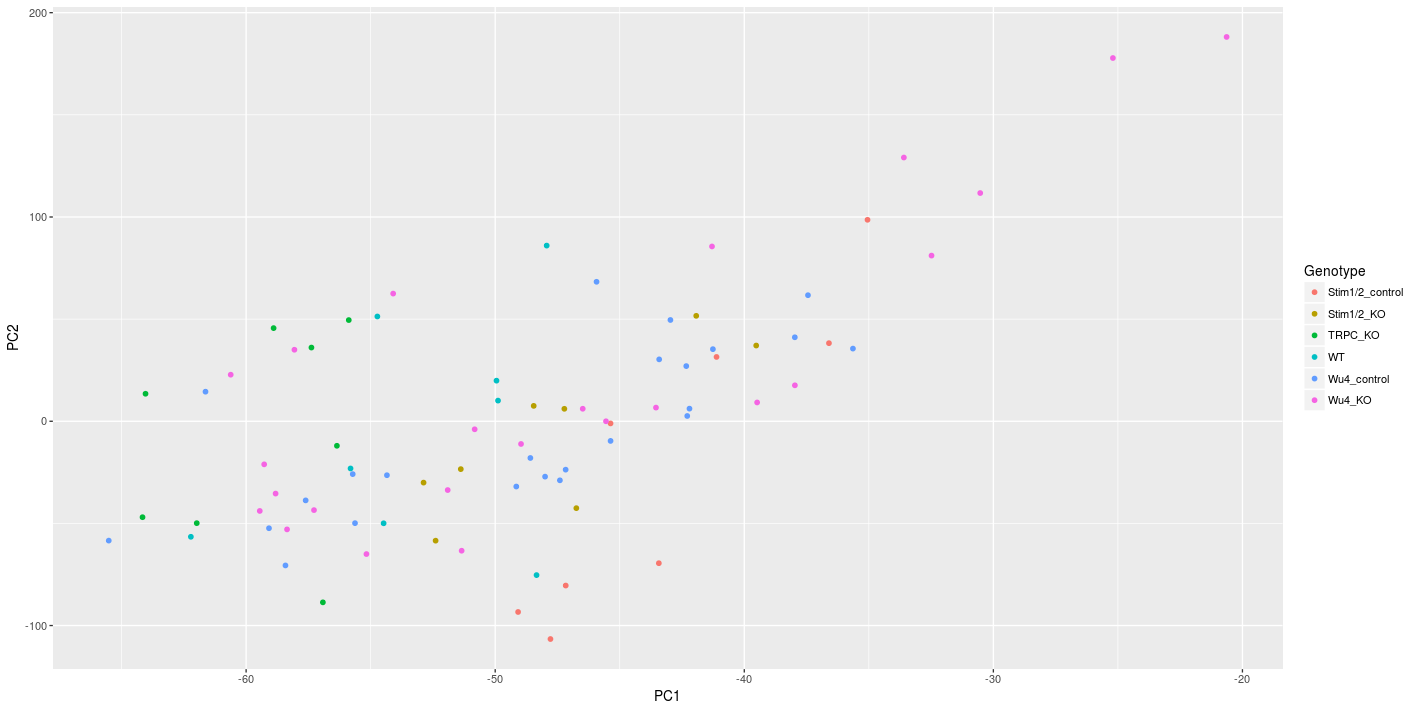 200
100
0
-100
PC2
-60
-50
-40
-30
-20
PC1
Genotype
Stim1/2_control
Stim1/2_KO
TRPC_KO
WT
Wu4_control
Wu4_KO